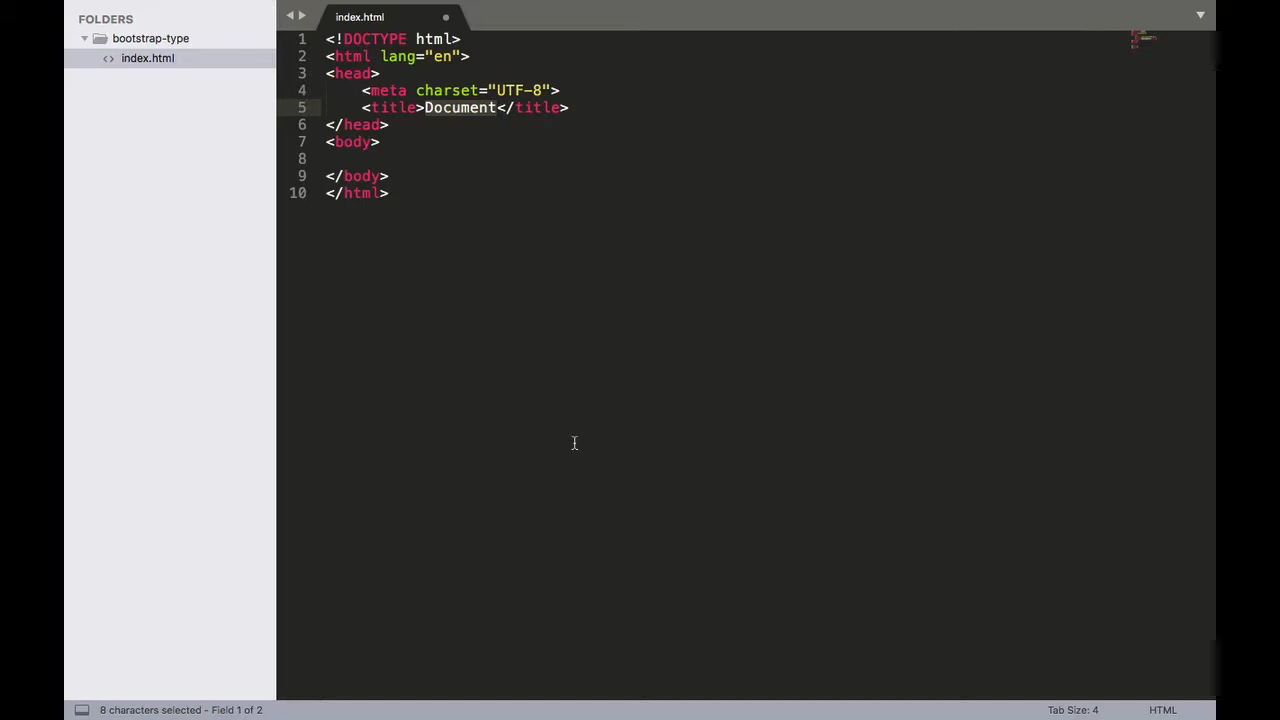 FOLDERS
bootstrap-type
index.html
index.html
1 <!DOCTYPE html>
2 <html lang="en">
3 <head>
4     <meta charset="UTF-8">
5     <title>Document</title>
6 </head>
7 <body>
8
9 </body>
10 </html>
8 characters selected - Field 1 of 2
Tab Size: 4
HTML